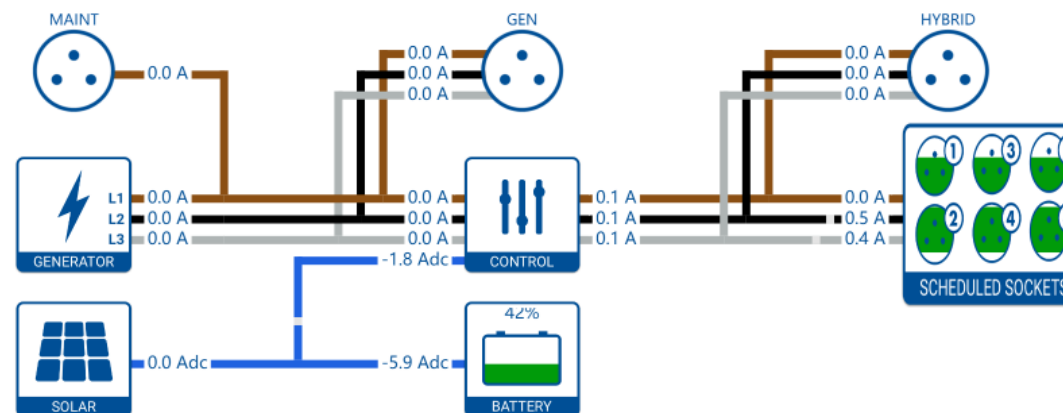 MAINT GEN HYBRID
0.0 A 0.0 A 0.0 A
0.0 A 0.0 A
0.0 A 0.0 A
1 3
L1 0.0 A 0.0 A 0.1 A 0.0 A
L2 0.0 A 0.0 A 0.1 A 0.5 A 2 4
L3 0.0 A 0.0 A 0.1 A 0.4 A
GENERATOR -1.8 Adc CONTROL
SCHEDULED SOCKETS
42%
0.0 Adc -5.9 Adc
SOLAR BATTERY